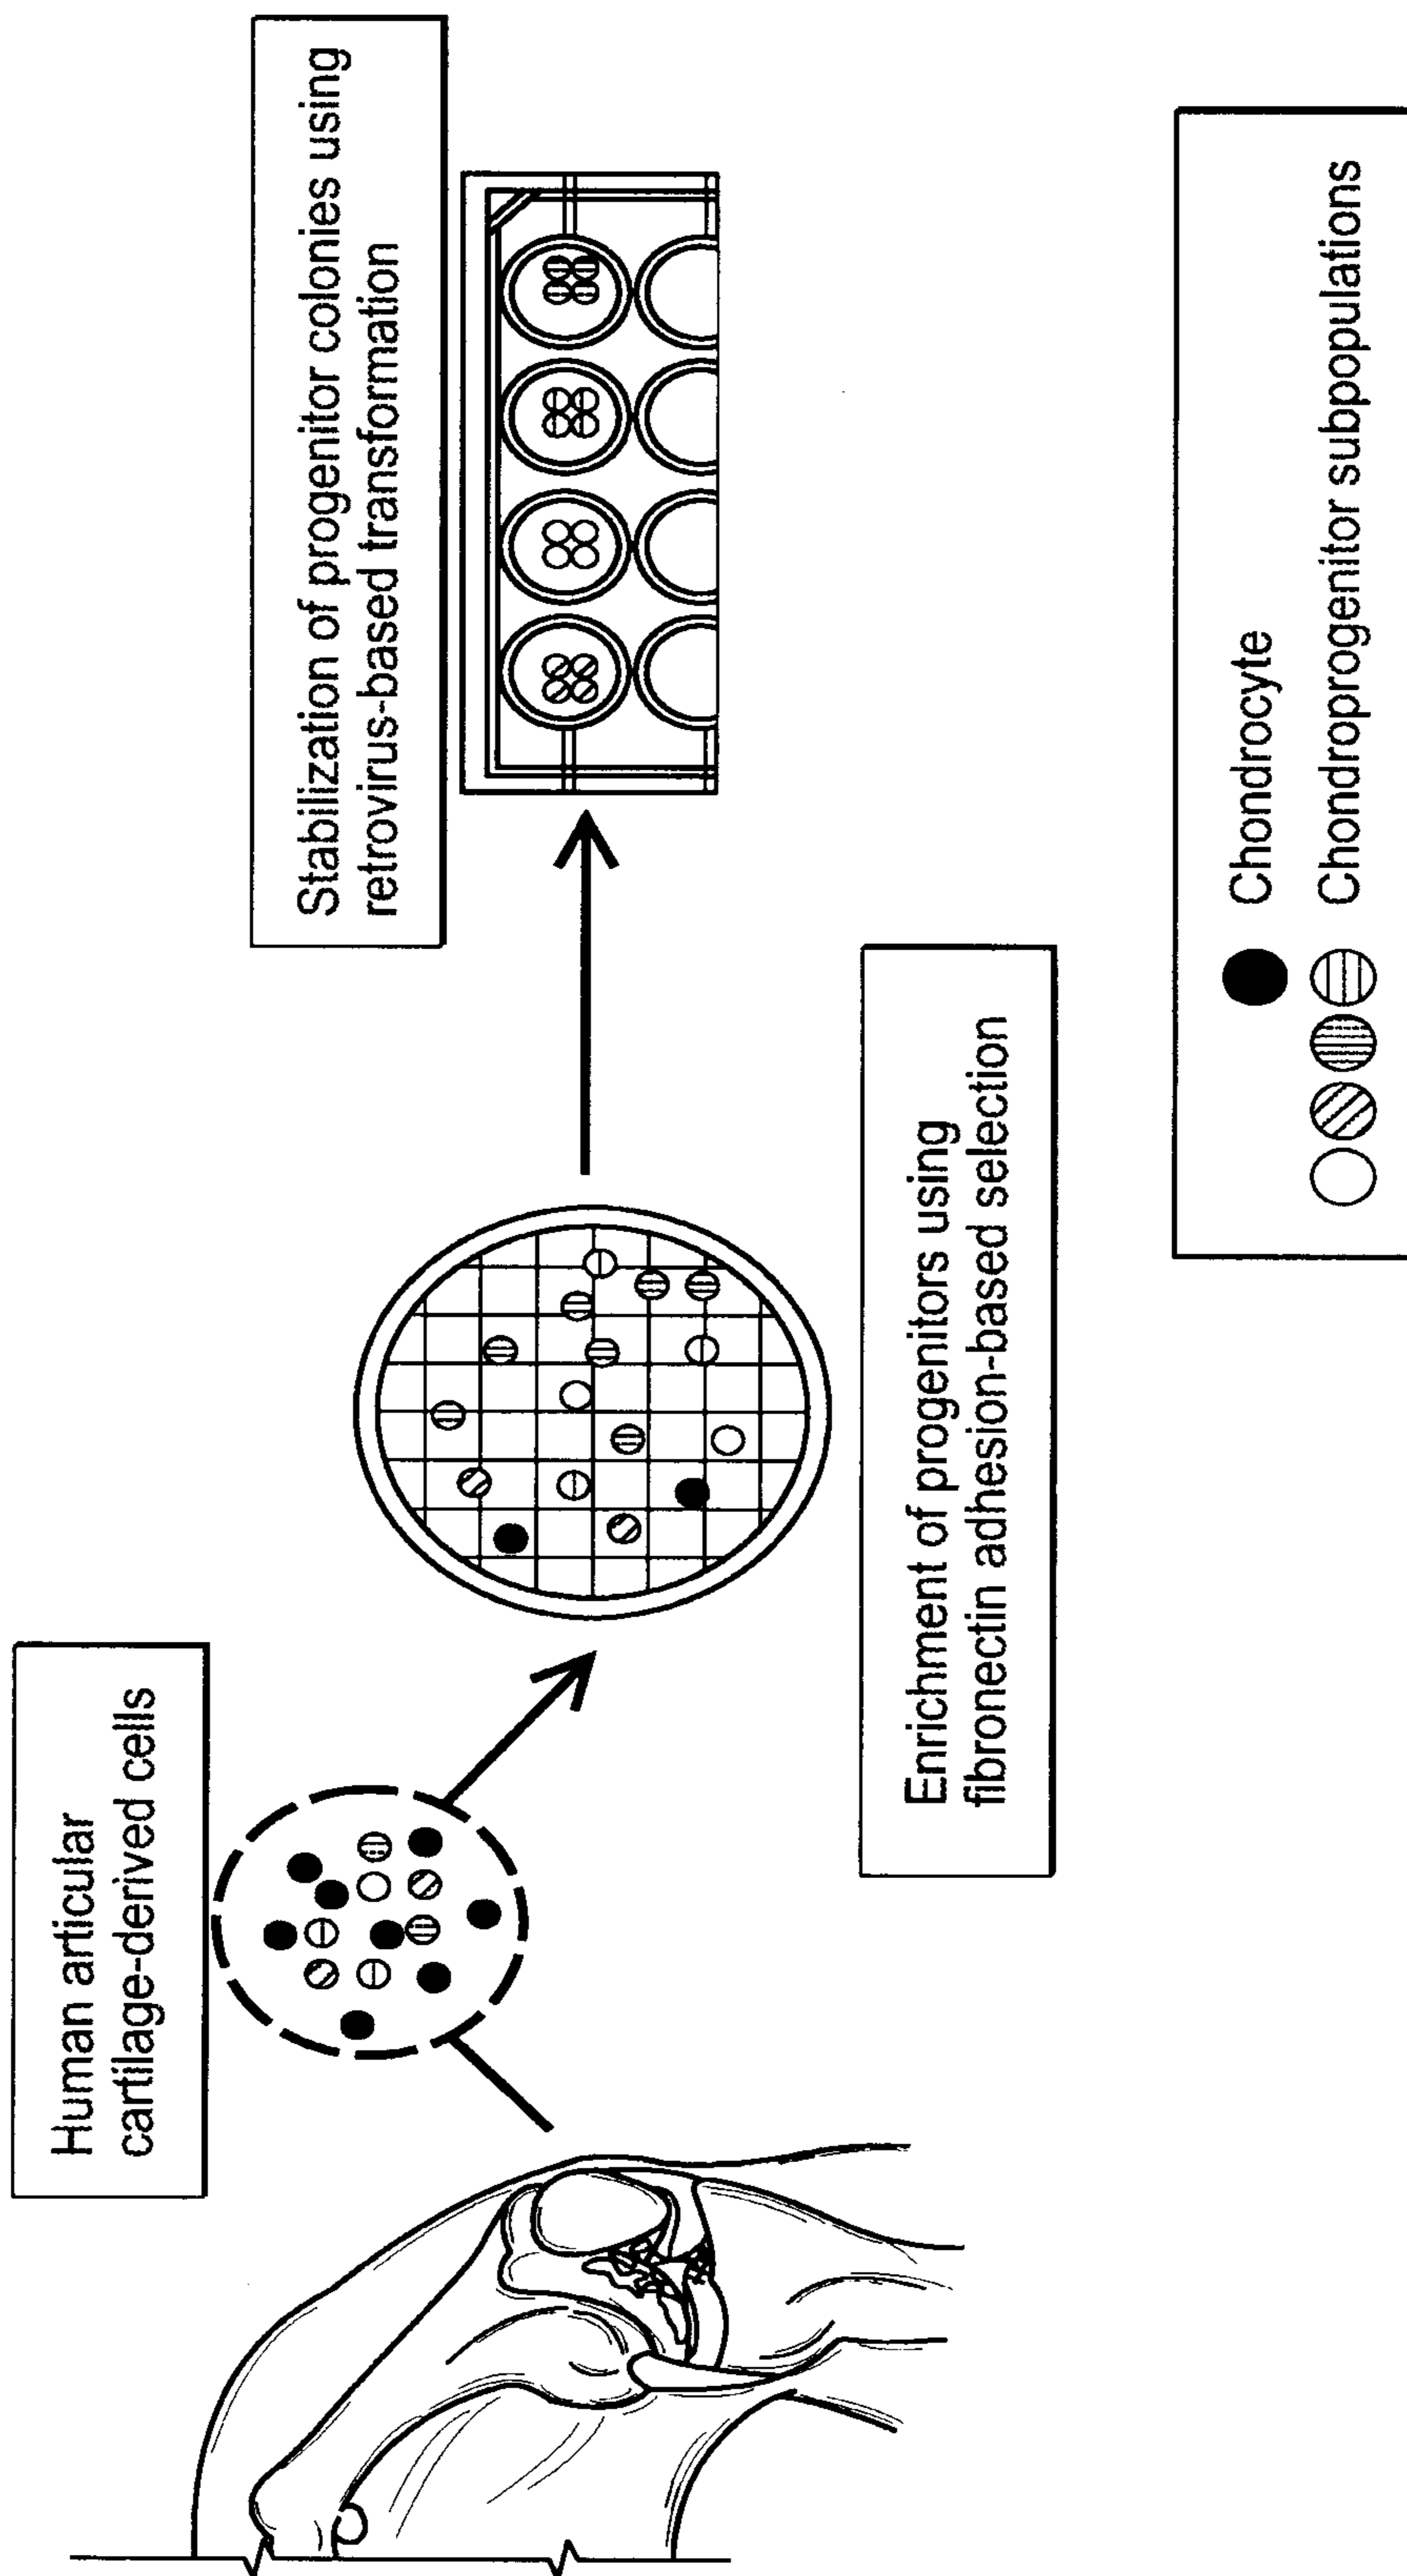 Human articular
cartilage-derived cells
Enrichment of progenitors using
fibronectin adhesion-based selection
Stabilization of progenitor colonies using
retrovirus-based transformation
Chondrocyte
Chondroprogenitor subpopulations